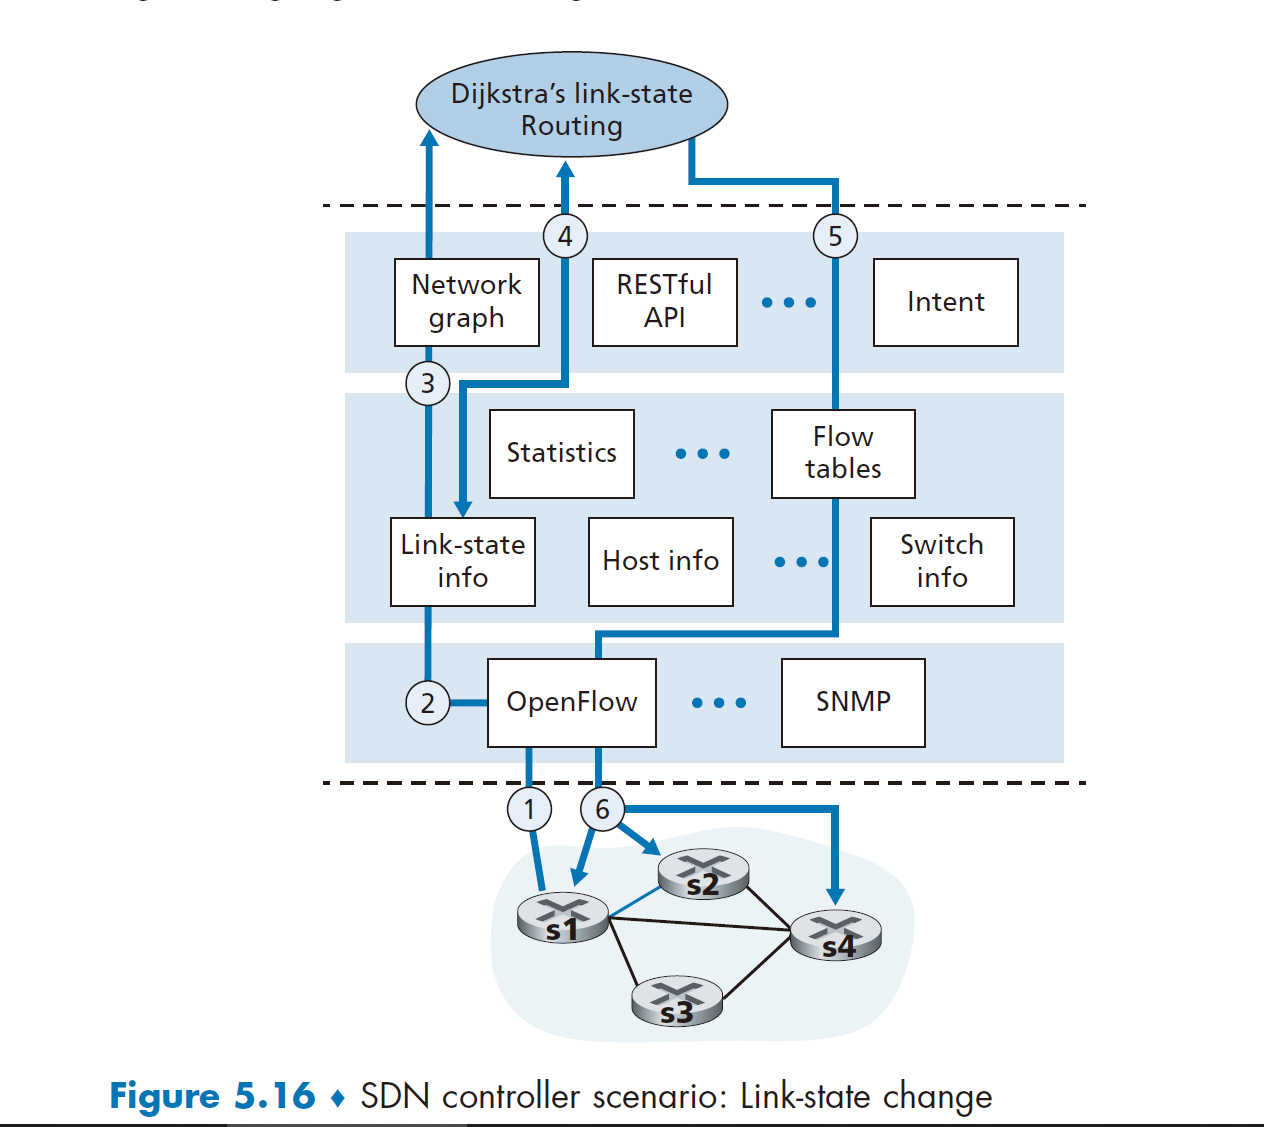 Dijkstra's link-state
Routing
4
5
Network
graph
RESTful
API
Intent
3
Statistics
Flow
tables
Link-state
info
Host info
Switch
info
2
OpenFlow
SNMP
1
6
s2
s1
s4
s3
Figure 5.16 ♦ SDN controller scenario: Link-state change